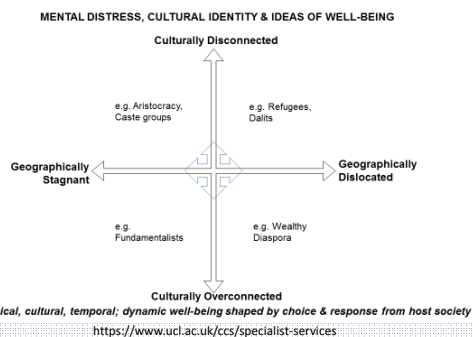 MENTAL DISTRESS, CULTURAL IDENTITY & IDEAS OF WELL-BEING
Culturally Disconnected
e.g. Aristocracy,
Caste groups
e.g. Refugees,
Dalits
Geographically
Stagnant
Geographically
Dislocated
e.g.
Fundamentalists
e.g. Wealthy
Diaspora
Culturally Overconnected
cultural, temporal; dynamic well-being shaped by choice & response from host society
https://www.ucl.ac.uk/ccs/specialist-services